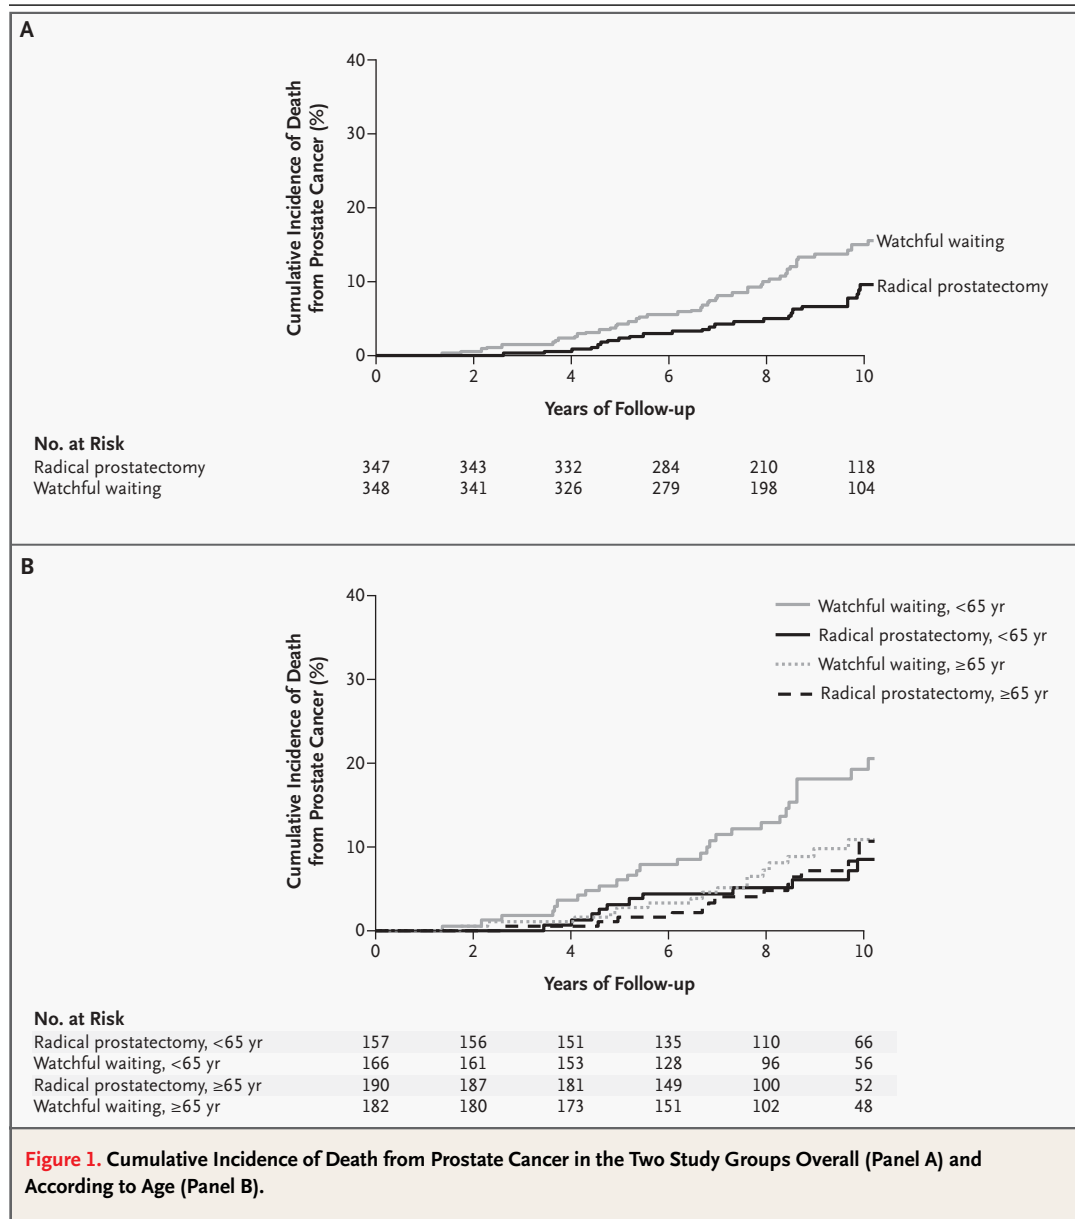 A
Cumulative Incidence of Death
from Prostate Cancer (%)
40
30
20
10
0
Watchful waiting
Radical prostatectomy
0 2 4 6 8 10
Years of Follow-up
No. at Risk
Radical prostatectomy 347 343 332 284 210 118
Watchful waiting 348 341 326 279 198 104
B
Cumulative Incidence of Death
from Prostate Cancer (%)
40
30
20
10
0
Watchful waiting, <65 yr
Radical prostatectomy, <65 yr
Watchful waiting, ≥65 yr
Radical prostatectomy, ≥65 yr
0 2 4 6 8 10
Years of Follow-up
No. at Risk
Radical prostatectomy, <65 yr 157 156 151 135 110 66
Watchful waiting, <65 yr 166 161 153 128 96 56
Radical prostatectomy, ≥65 yr 190 187 181 149 100 52
Watchful waiting, ≥65 yr 182 180 173 151 102 48
Figure 1. Cumulative Incidence of Death from Prostate Cancer in the Two Study Groups Overall (Panel A) and
According to Age (Panel B).